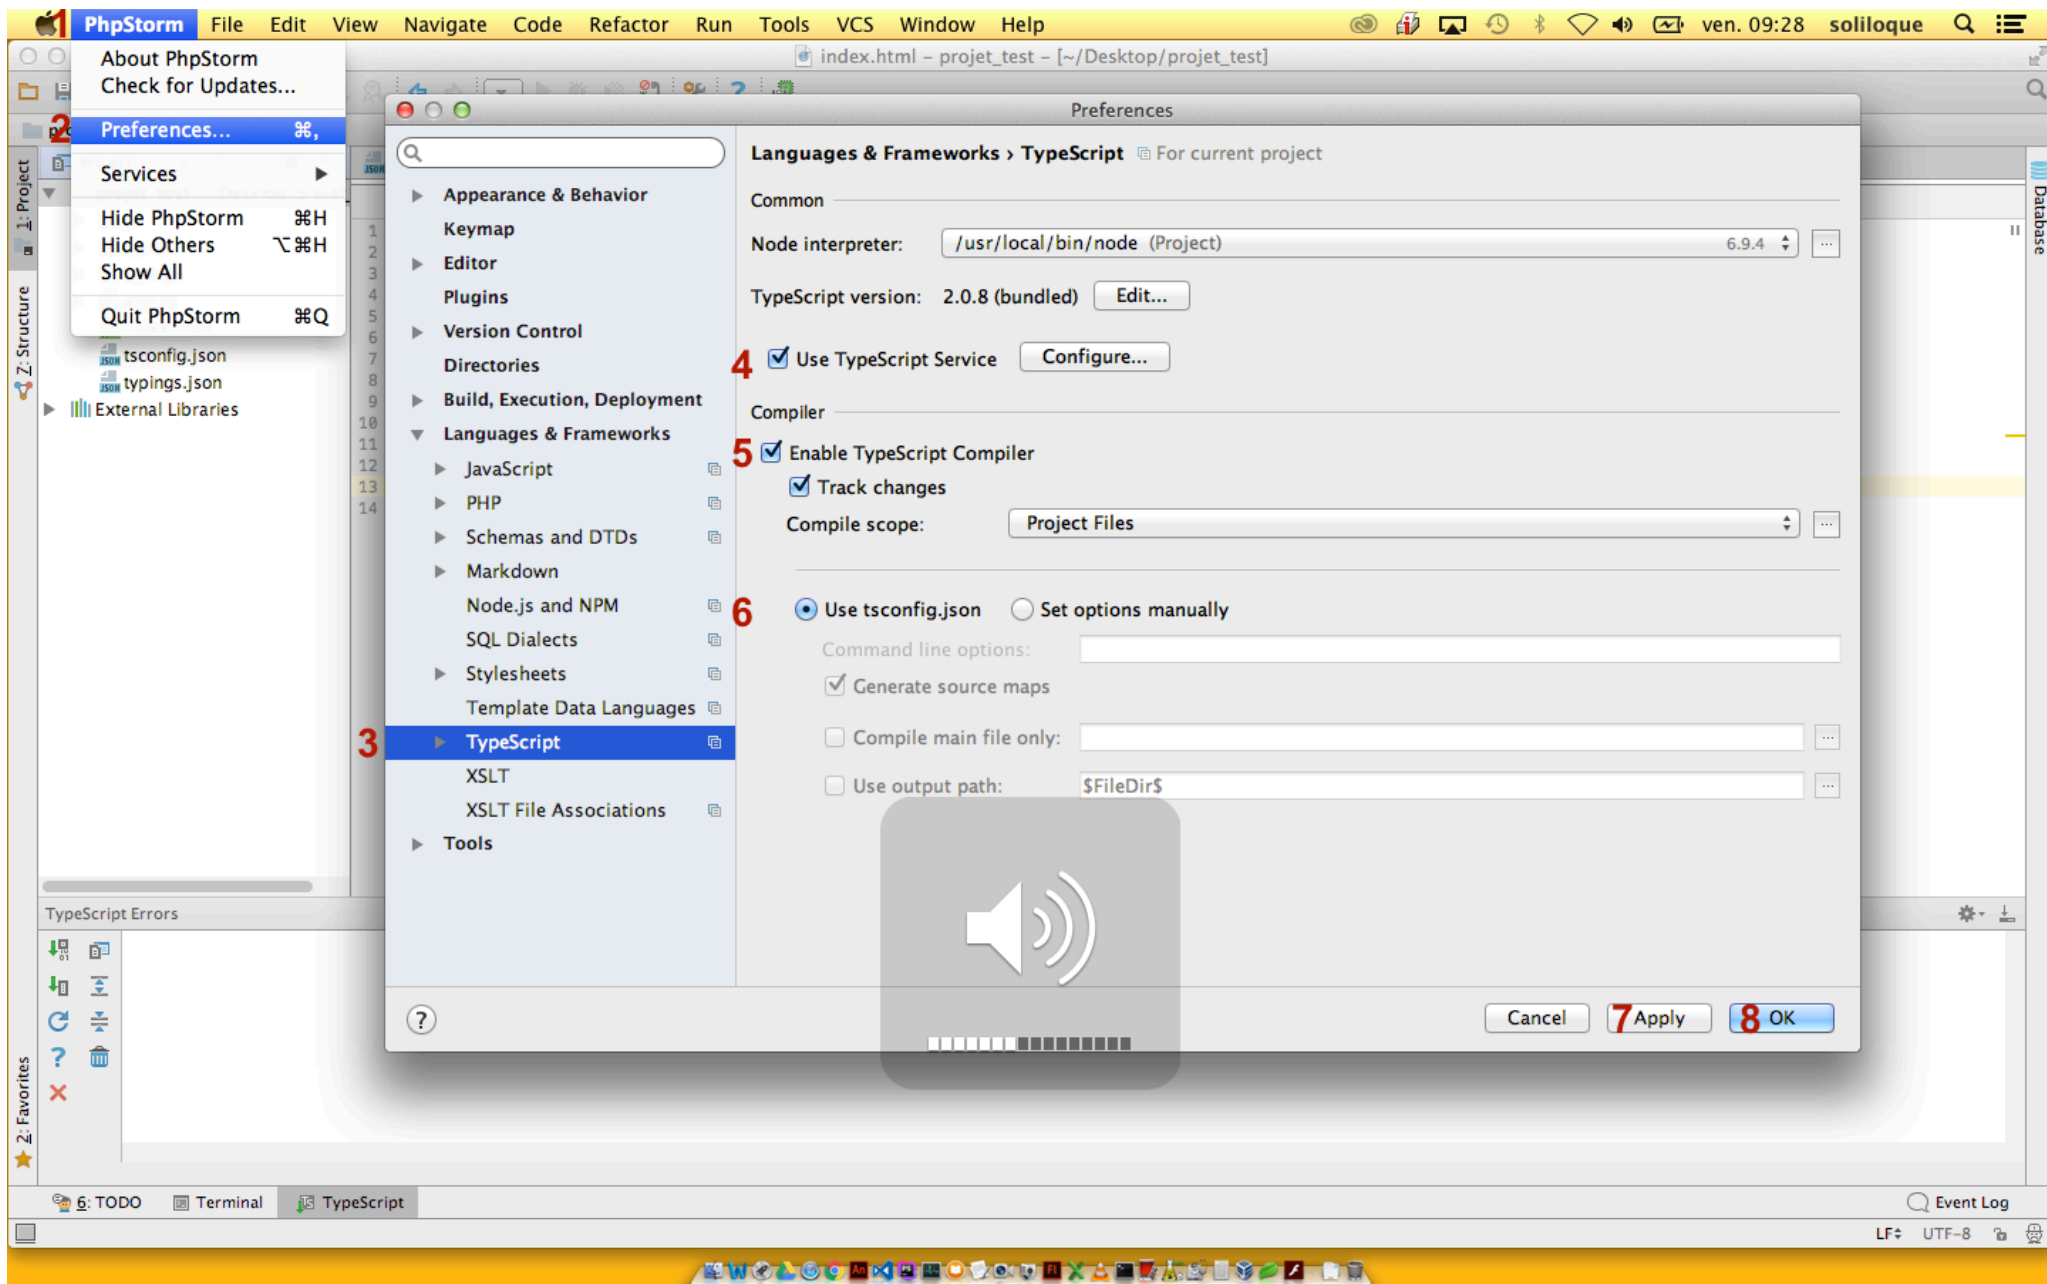 1 PhpStorm File Edit View Navigate Code Refactor Run Tools VCS Window Help ven. 09:28 soliloque
index.html – projet_test – [~/Desktop/projet_test]
About PhpStorm
Check for Updates...
2 Preferences... ⌘,
Services
Hide PhpStorm ⌘H
Hide Others ⌥⌘H
Show All
Quit PhpStorm ⌘Q
1: Project
Z: Structure
2: Favorites
tsconfig.json
typings.json
External Libraries
1
2
3
4
5
6
7
8
9
10
11
12
13
14
Preferences
Appearance & Behavior
Keymap
Editor
Plugins
Version Control
Directories
Build, Execution, Deployment
Languages & Frameworks
JavaScript
PHP
Schemas and DTDs
Markdown
Node.js and NPM
SQL Dialects
Stylesheets
Template Data Languages
3 TypeScript
XSLT
XSLT File Associations
Tools
Languages & Frameworks › TypeScript For current project
Common
Node interpreter: /usr/local/bin/node (Project) 6.9.4 ...
TypeScript version: 2.0.8 (bundled) Edit...
4 Use TypeScript Service Configure...
Compiler
5 Enable TypeScript Compiler
Track changes
Compile scope: Project Files ...
6 Use tsconfig.json Set options manually
Command line options:
Generate source maps
Compile main file only: ...
Use output path: $FileDir$ ...
? Cancel 7 Apply 8 OK
Database
TypeScript Errors
6: TODO Terminal TypeScript Event Log
LF UTF-8